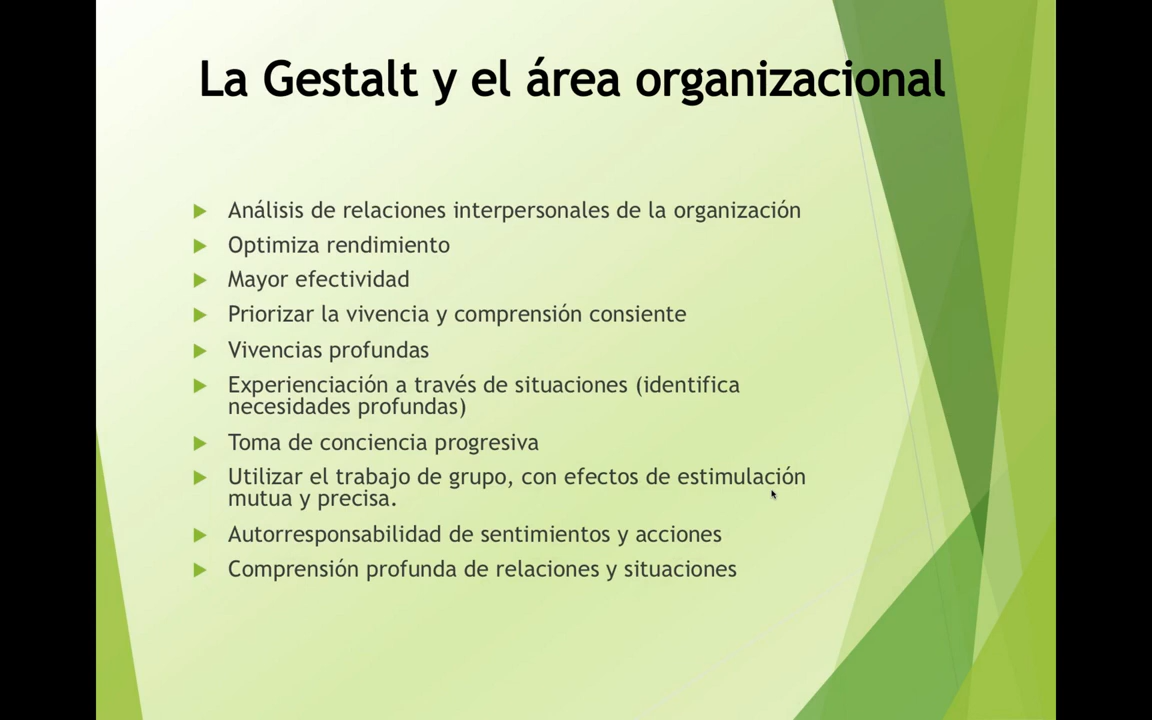 La Gestalt y el área organizacional
Análisis de relaciones interpersonales de la organización
Optimiza rendimiento
Mayor efectividad
Priorizar la vivencia y comprensión consiente
Vivencias profundas
Experienciación a través de situaciones (identifica
necesidades profundas)
Toma de conciencia progresiva
Utilizar el trabajo de grupo, con efectos de estimulación
mutua y precisa.
Autorresponsabilidad de sentimientos y acciones
Comprensión profunda de relaciones y situaciones